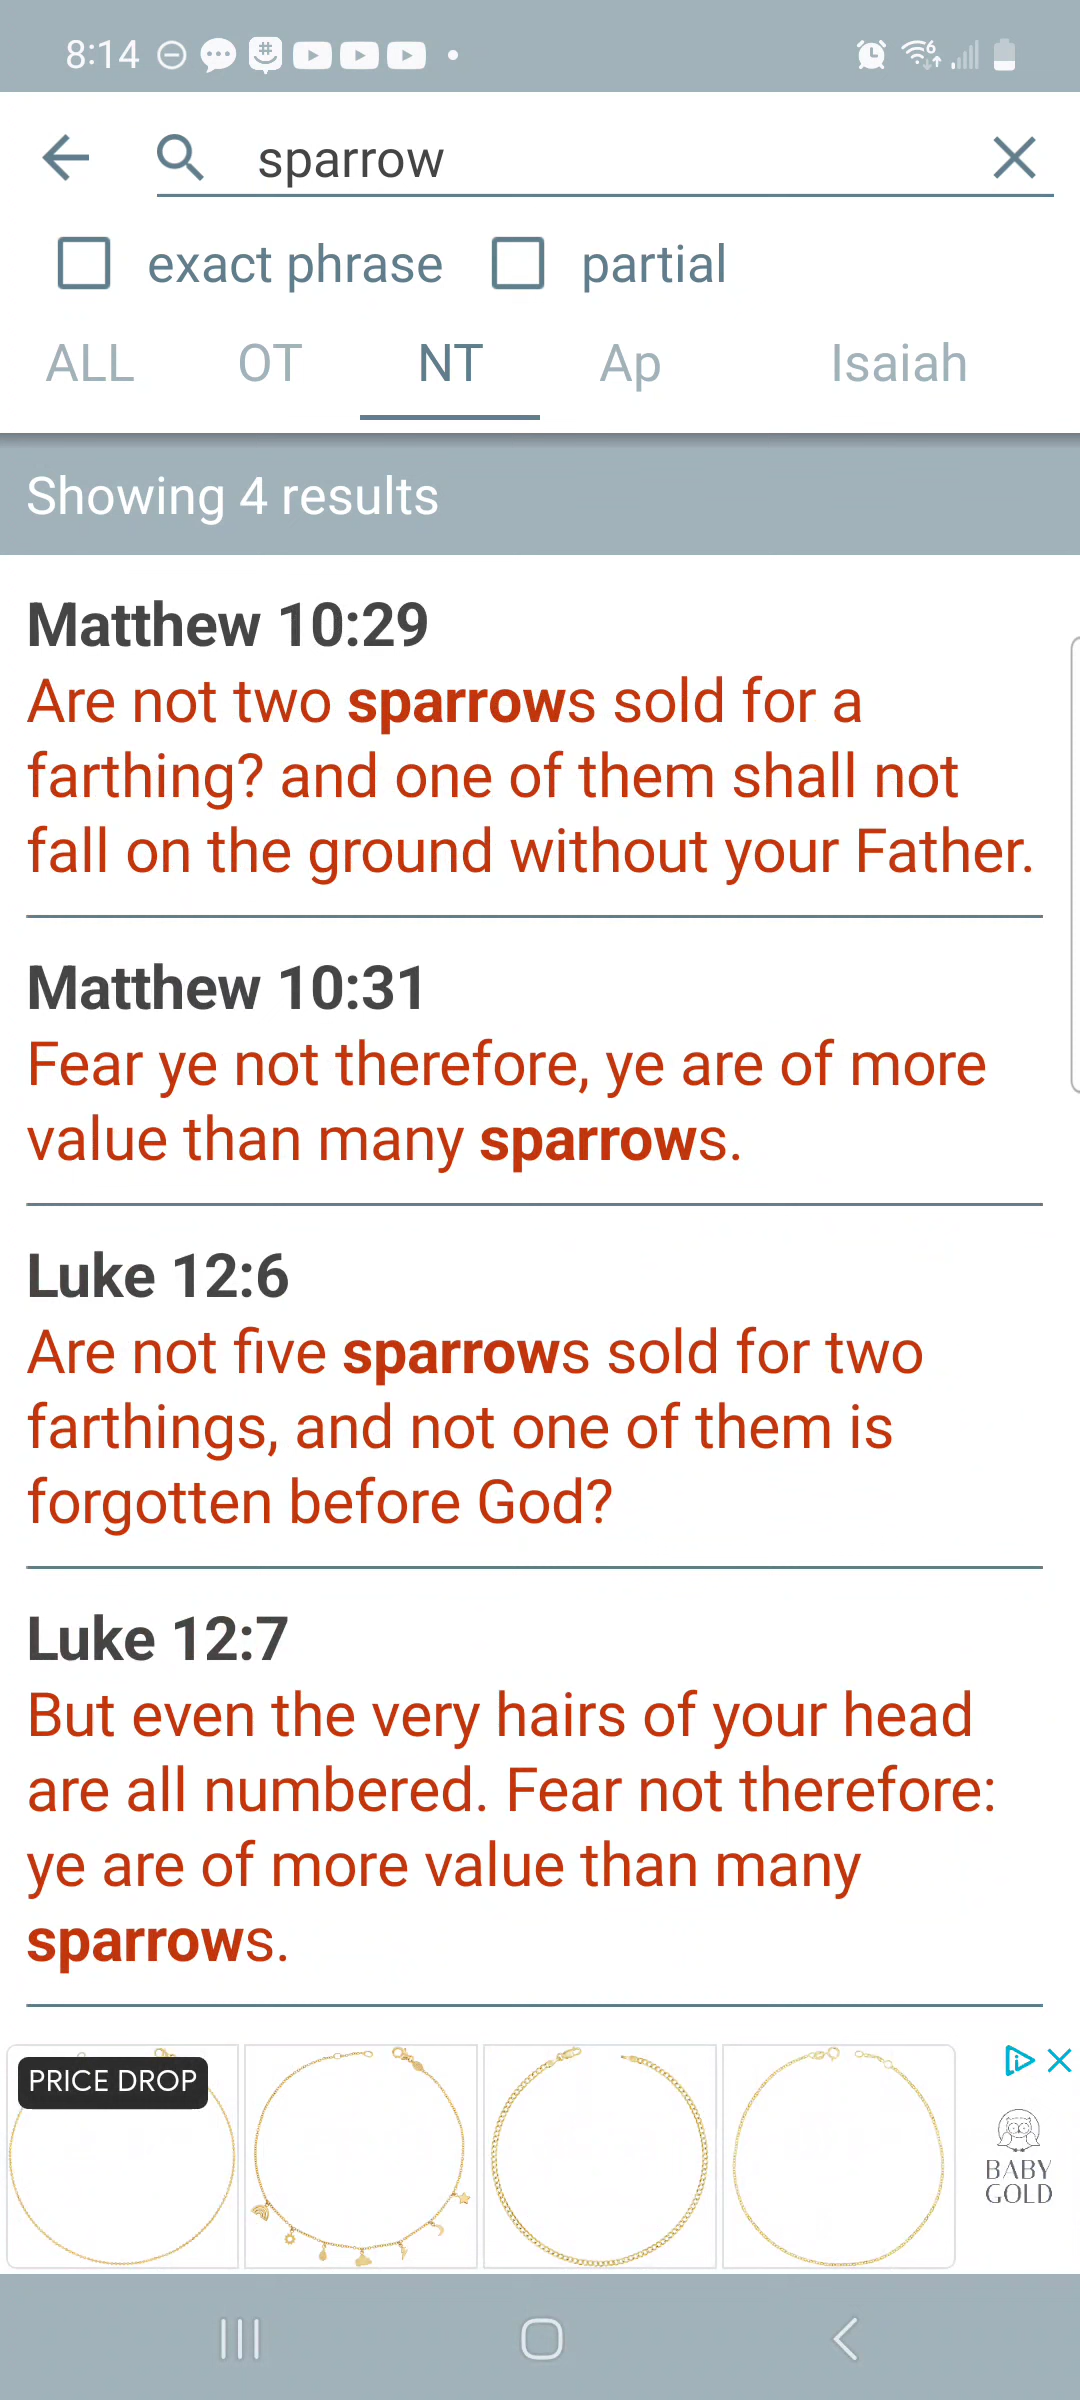 8:14
sparrow
exact phrase partial
ALL OT NT Ap Isaiah
Showing 4 results
Matthew 10:29
Are not two sparrows sold for a
farthing? and one of them shall not
fall on the ground without your Father.
Matthew 10:31
Fear ye not therefore, ye are of more
value than many sparrows.
Luke 12:6
Are not five sparrows sold for two
farthings, and not one of them is
forgotten before God?
Luke 12:7
But even the very hairs of your head
are all numbered. Fear not therefore:
ye are of more value than many
sparrows.
PRICE DROP
BABY
GOLD